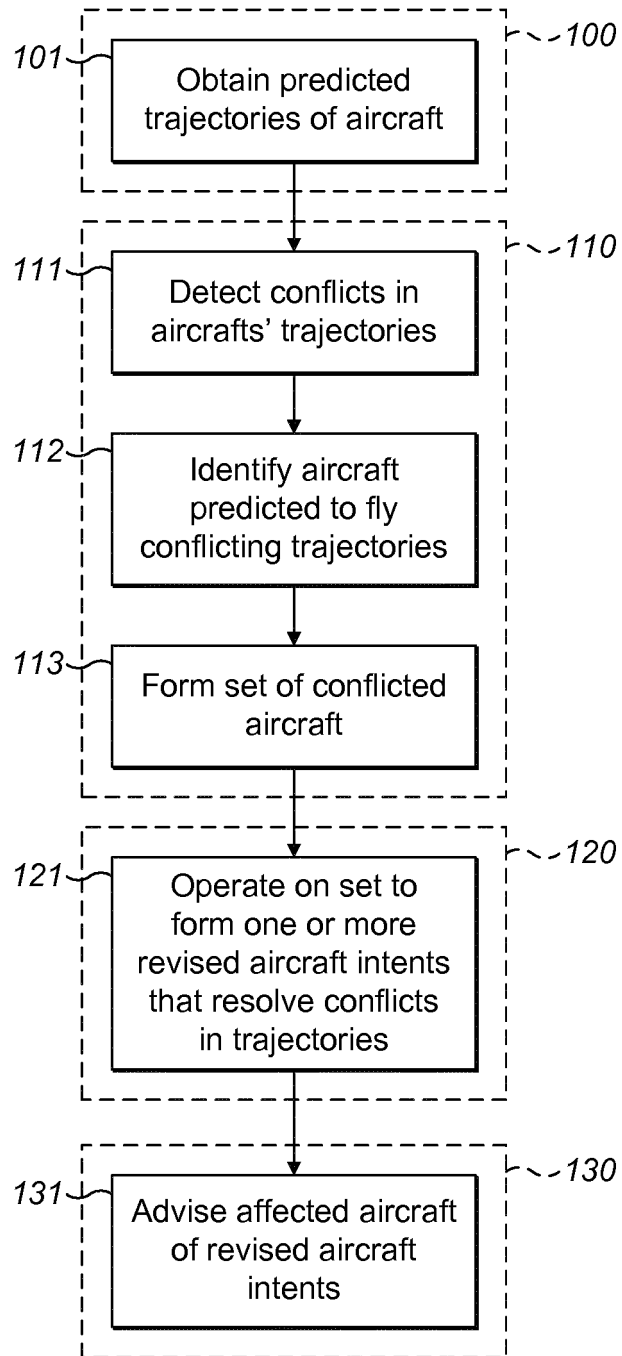 100
101
Obtain predicted
trajectories of aircraft
110
111
Detect conflicts in
aircrafts’ trajectories
112
Identify aircraft
predicted to fly
conflicting trajectories
113
Form set of conflicted
aircraft
120
121
Operate on set to
form one or more
revised aircraft intents
that resolve conflicts
in trajectories
130
131
Advise affected aircraft
of revised aircraft
intents